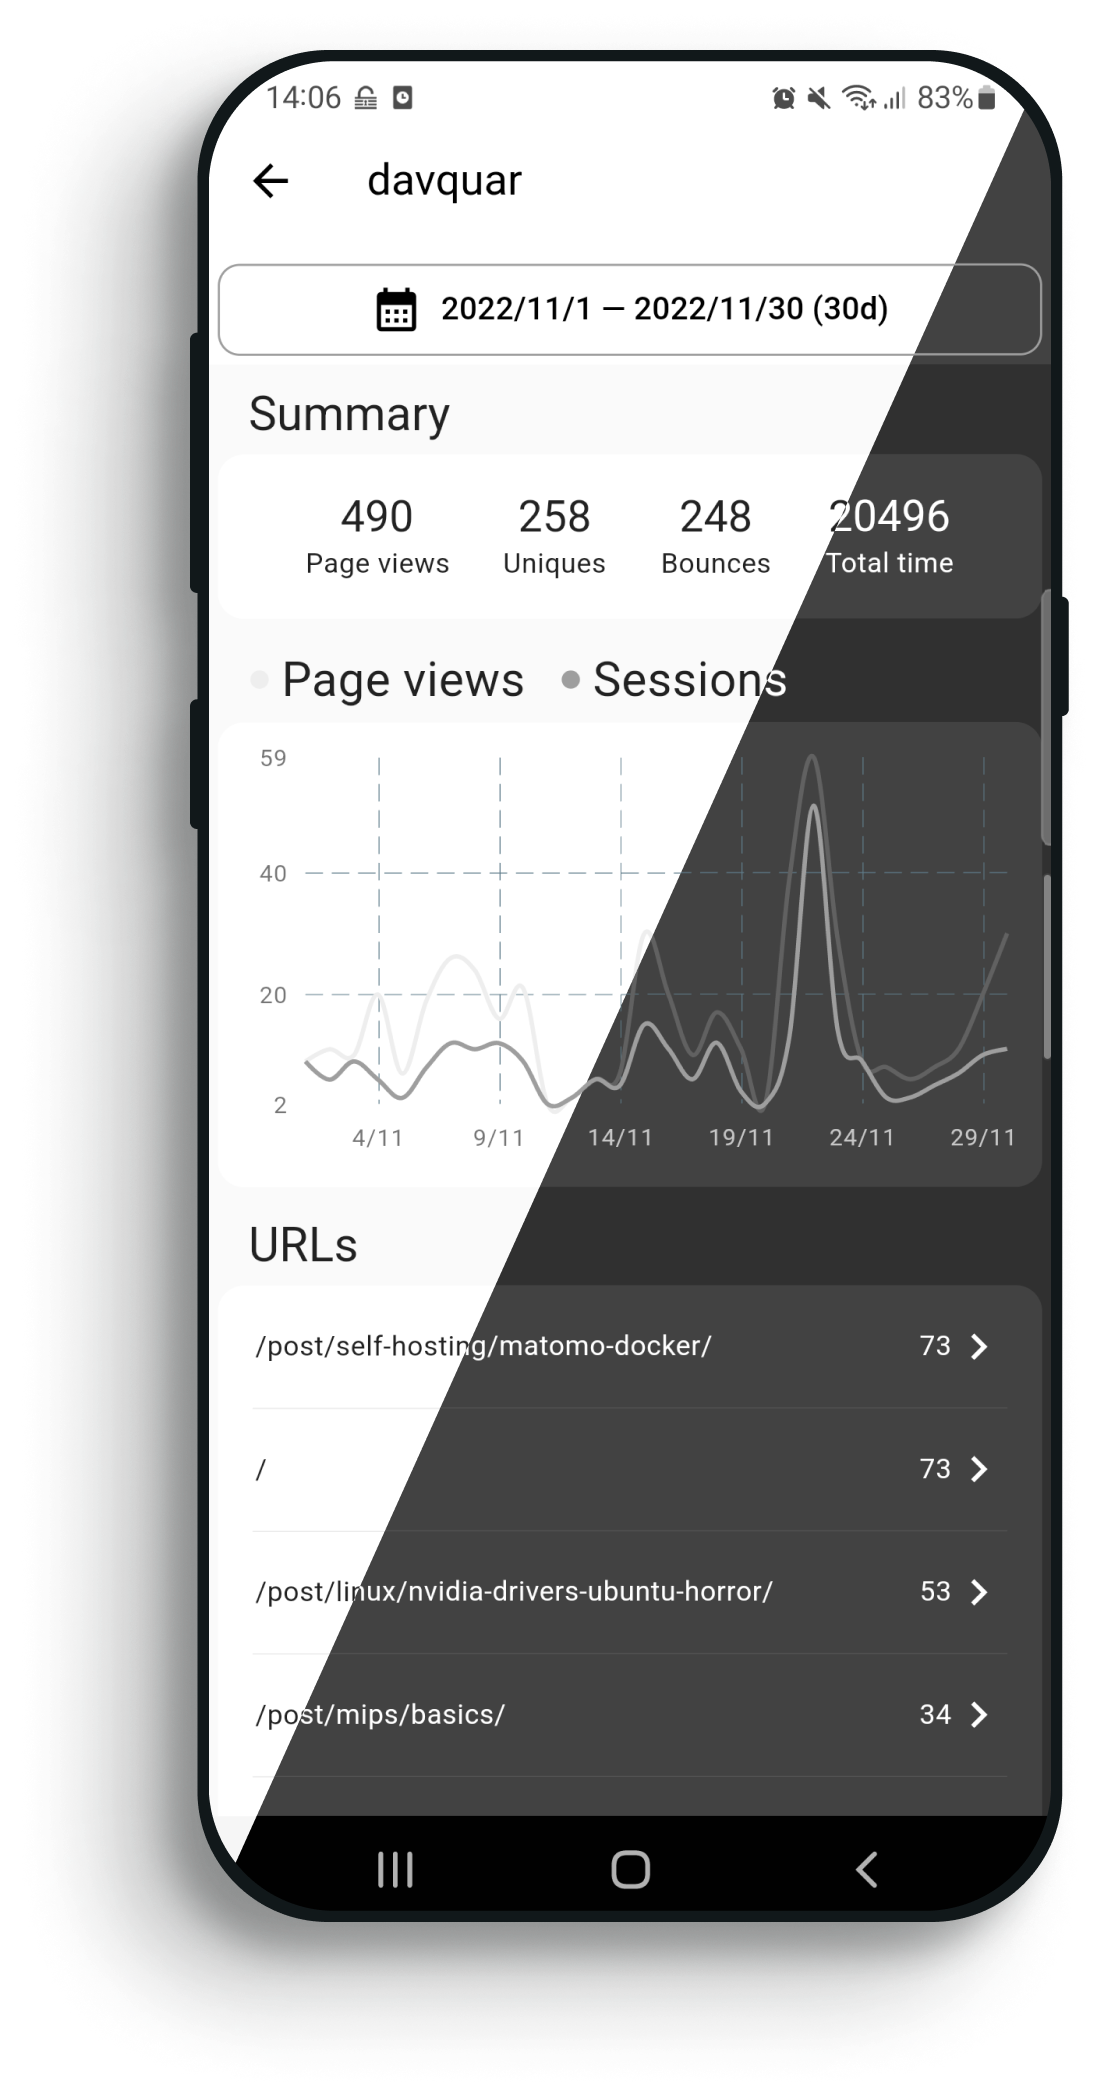 14:06 83%
davquar
2022/11/1 — 2022/11/30 (30d)
Summary
490 258 248 20496
Page views Uniques Bounces Total time
Page views Sessions
59
40
20
2
4/11 9/11 14/11 19/11 24/11 29/11
URLs
/post/self-hosting/matomo-docker/ 73
/ 73
/post/linux/nvidia-drivers-ubuntu-horror/ 53
/post/mips/basics/ 34